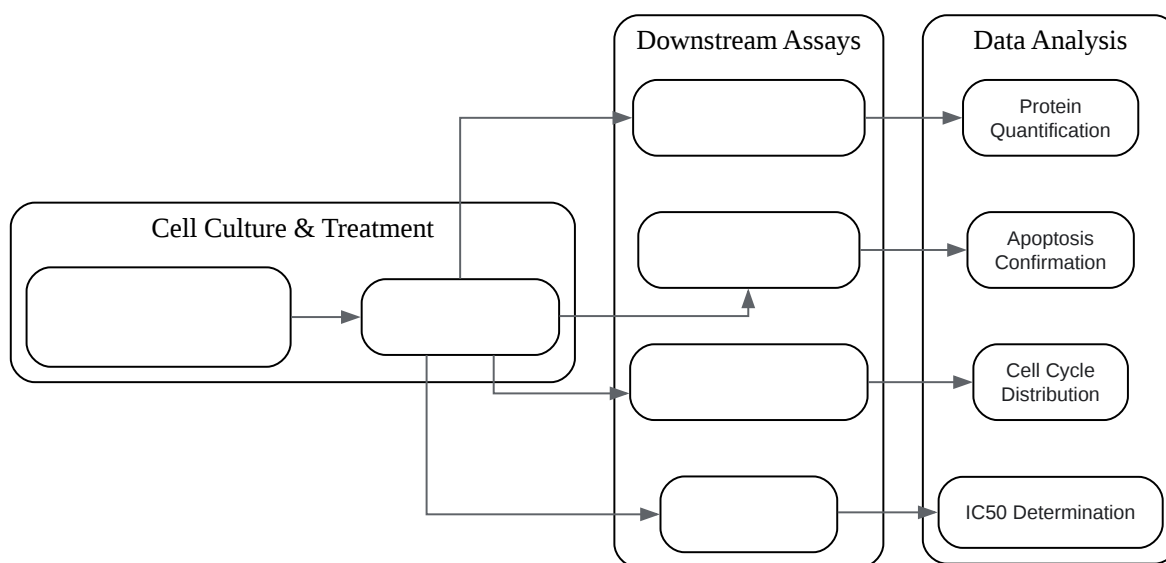 Downstream Assays
Data Analysis
Protein
Quantification
Cell Culture & Treatment
Apoptosis
Confirmation
Cell Cycle
Distribution
IC50 Determination